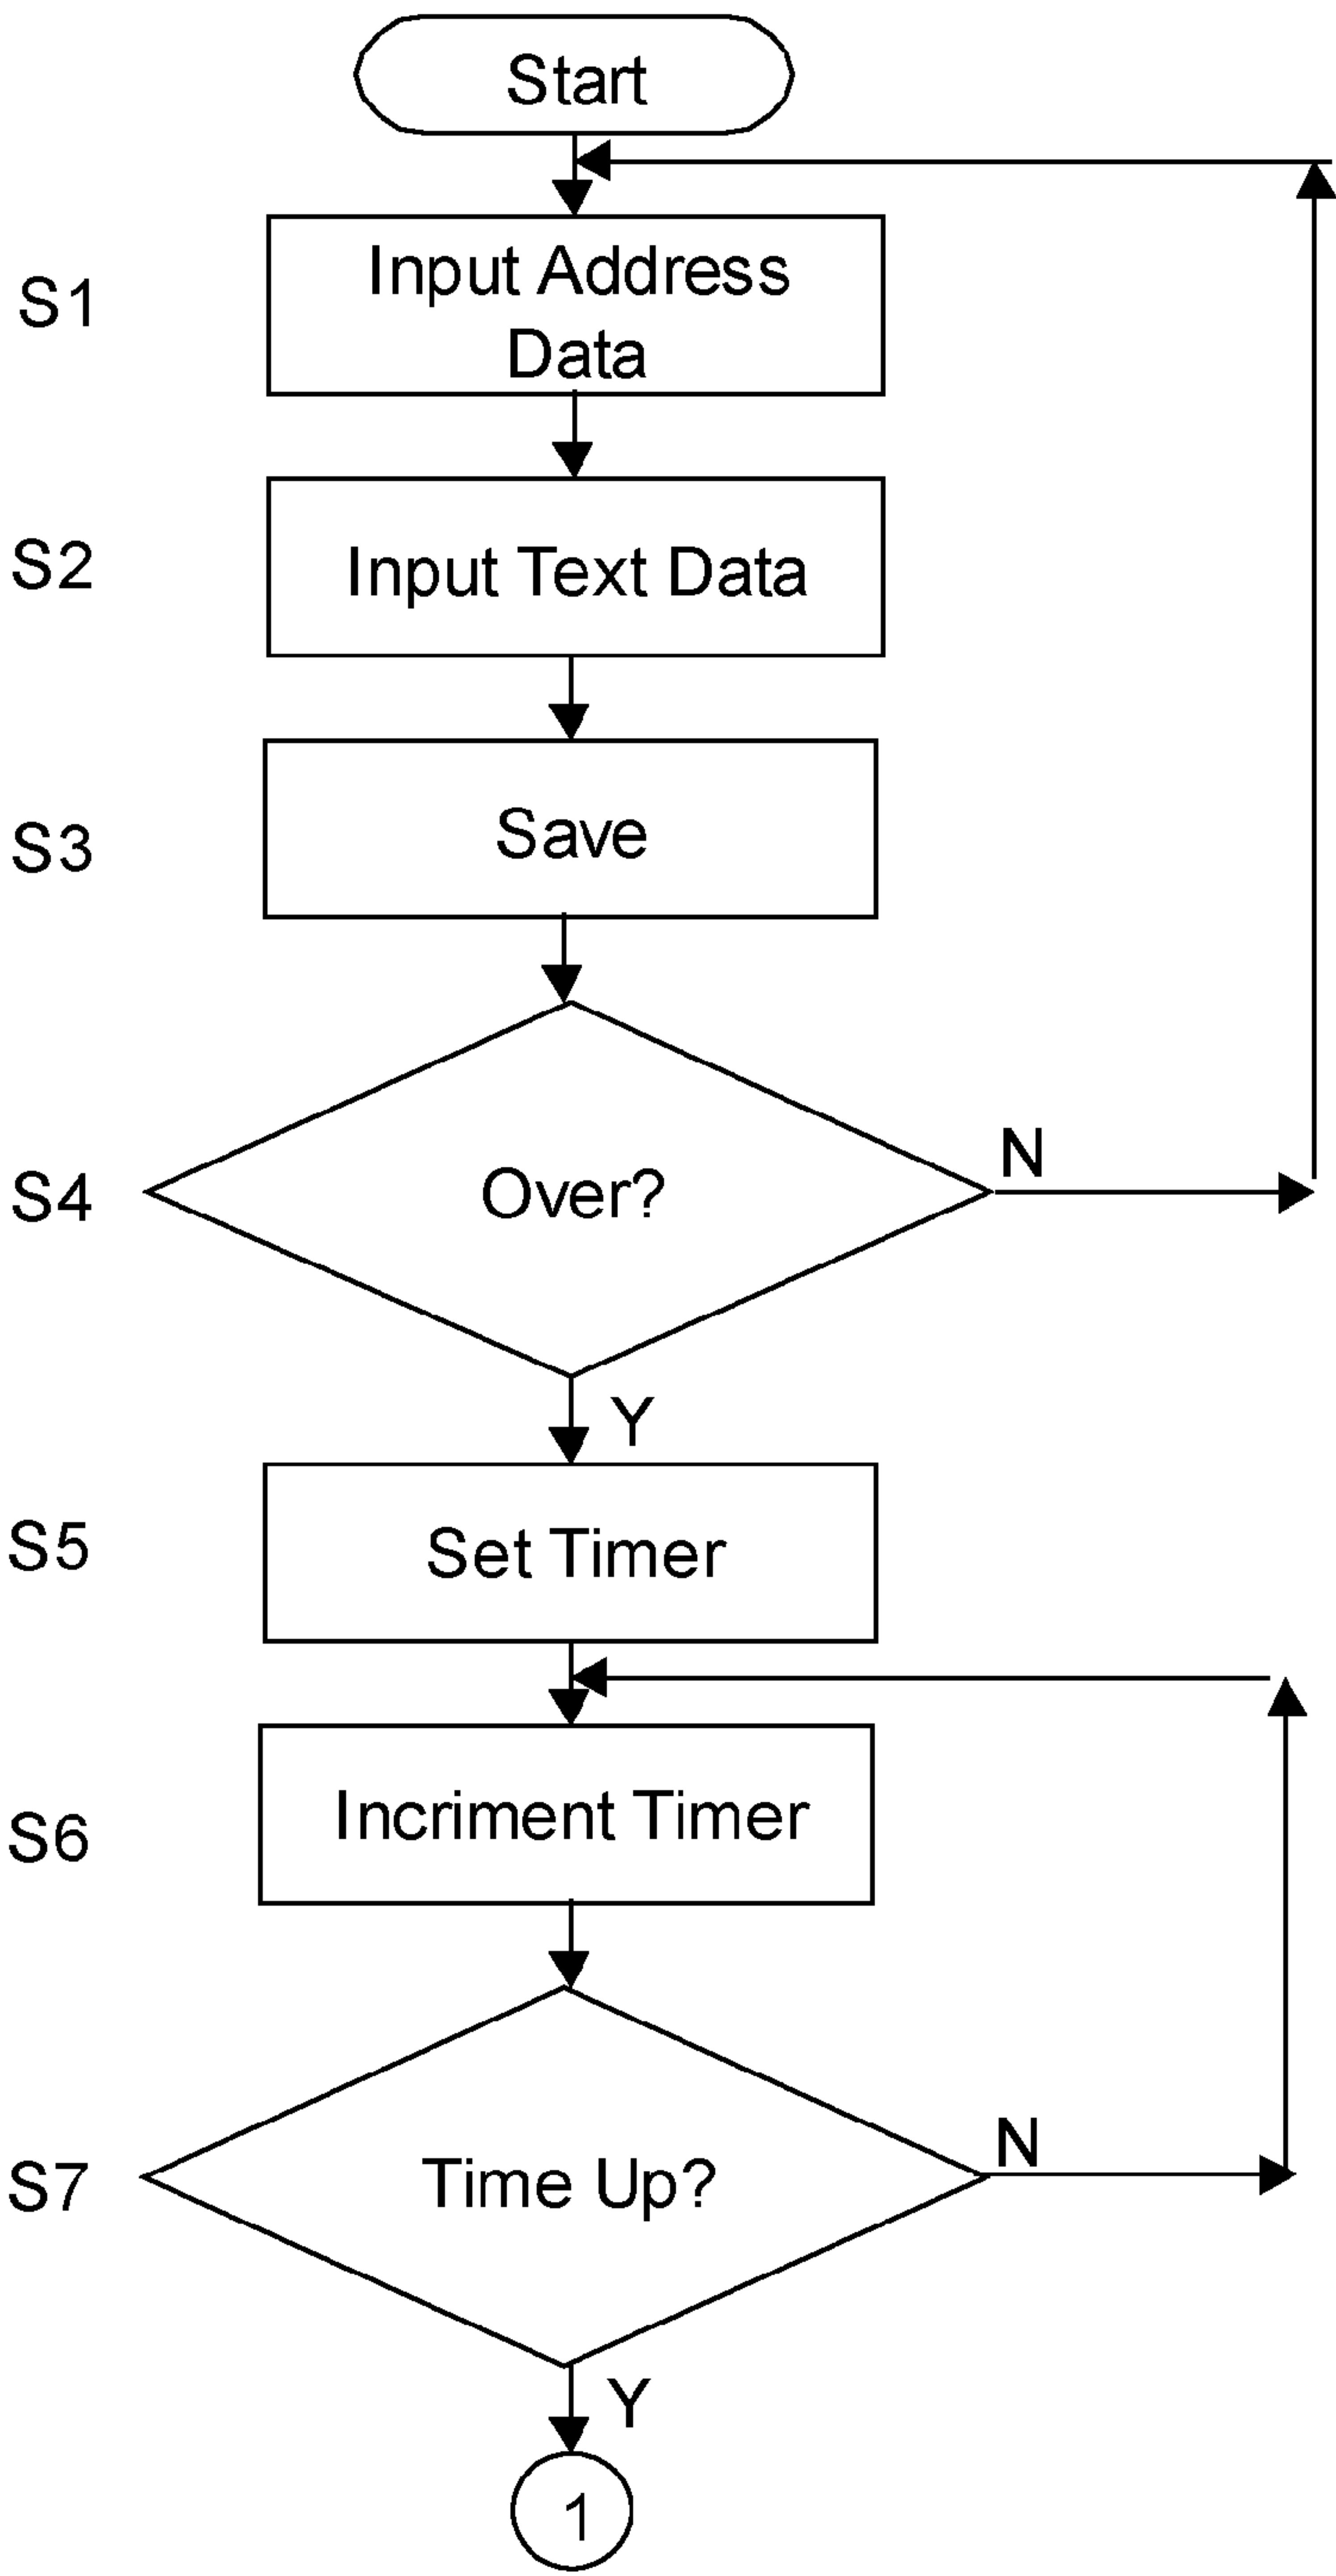 Start
S1
Input Address
Data
S2
Input Text Data
S3
Save
S4
Over?
N
Y
S5
Set Timer
S6
Incriment Timer
S7
Time Up?
N
Y
1